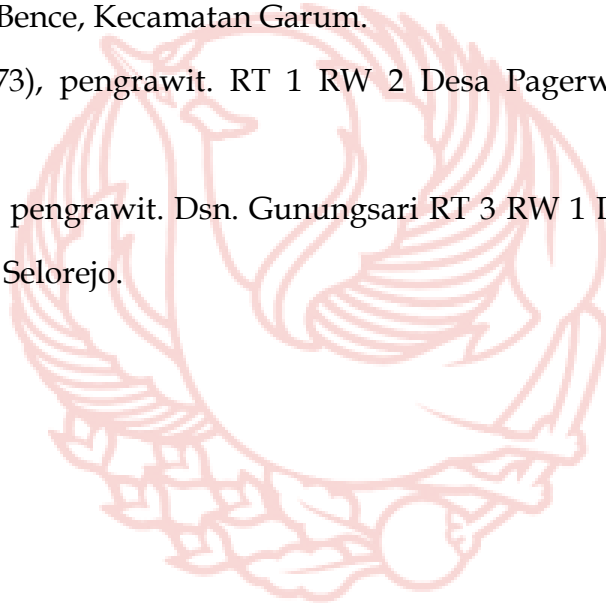 Bence, Kecamatan Garum.
73), pengrawit. RT 1 RW 2 Desa Pagerw
pengrawit. Dsn. Gunungsari RT 3 RW 1 D
Selorejo.